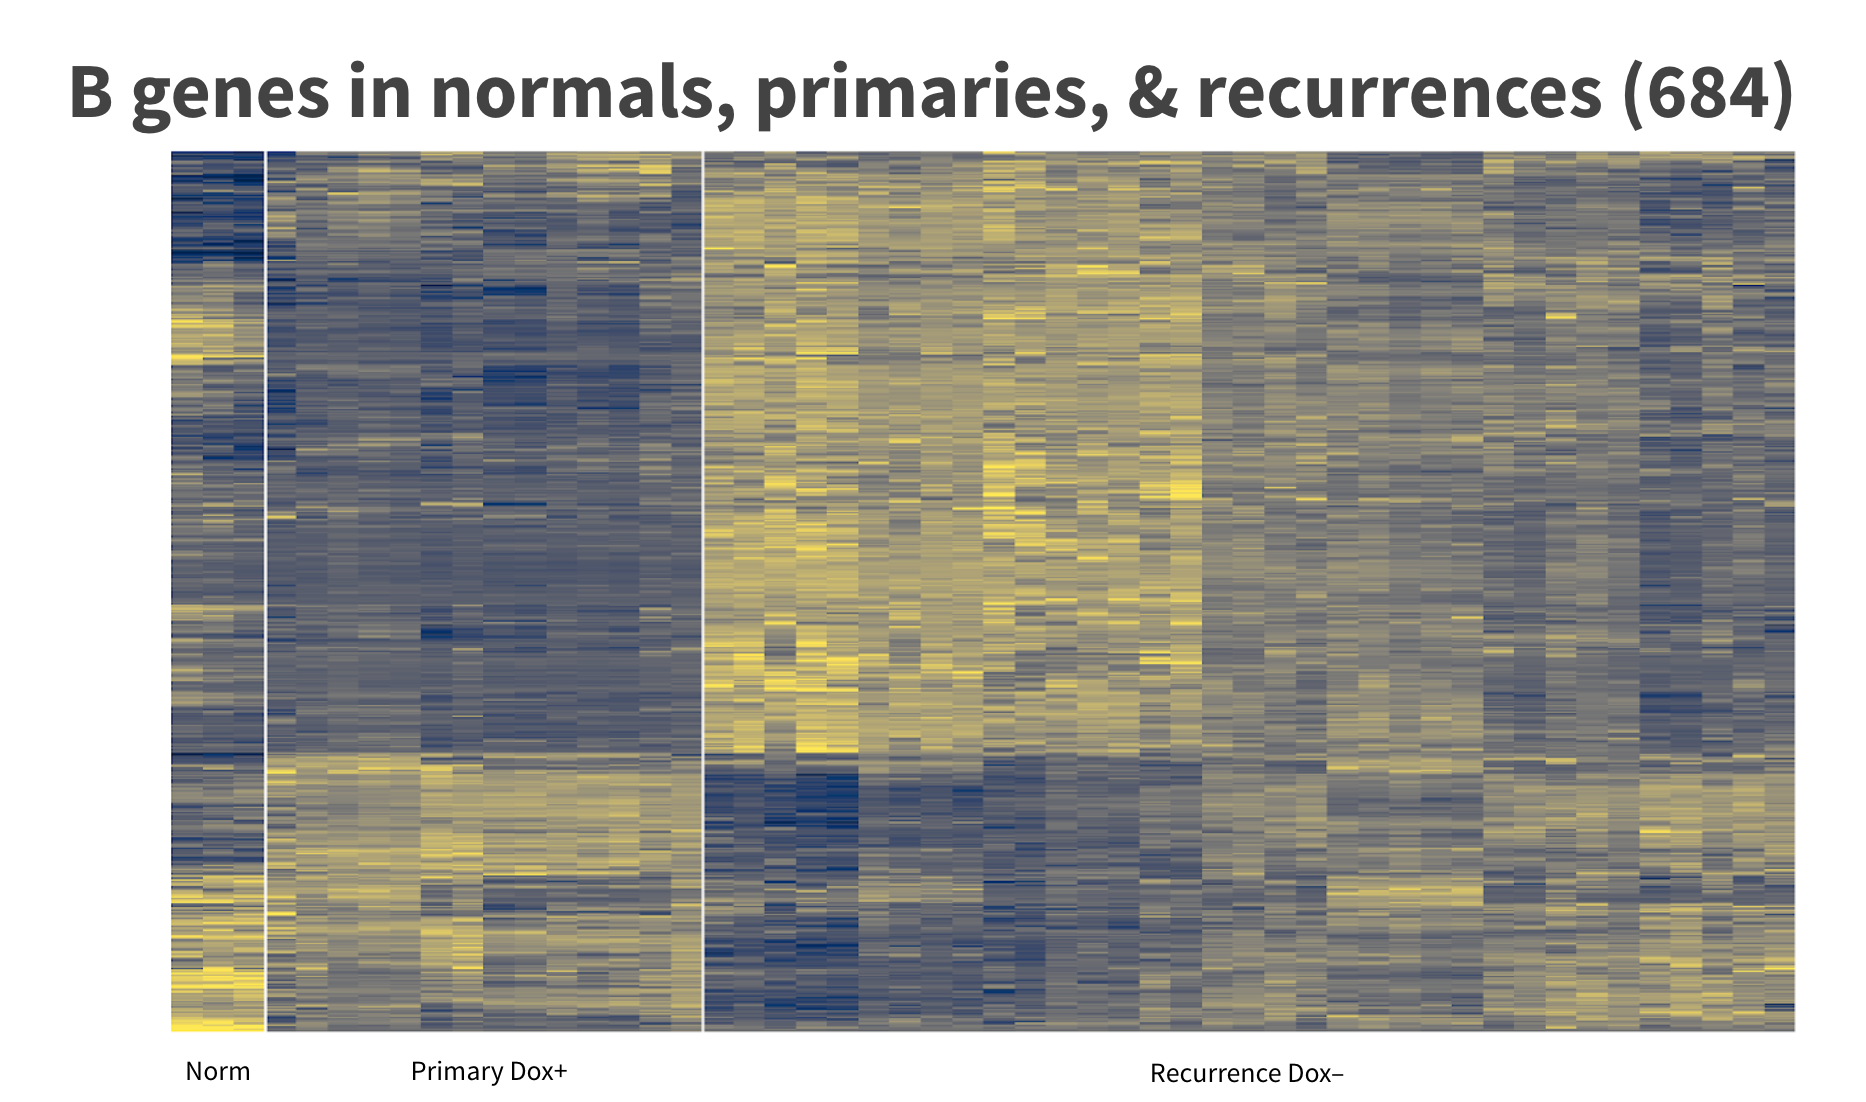 B genes in normals, primaries, & recurrences (684)
Norm
Primary Dox+
Recurrence Dox–